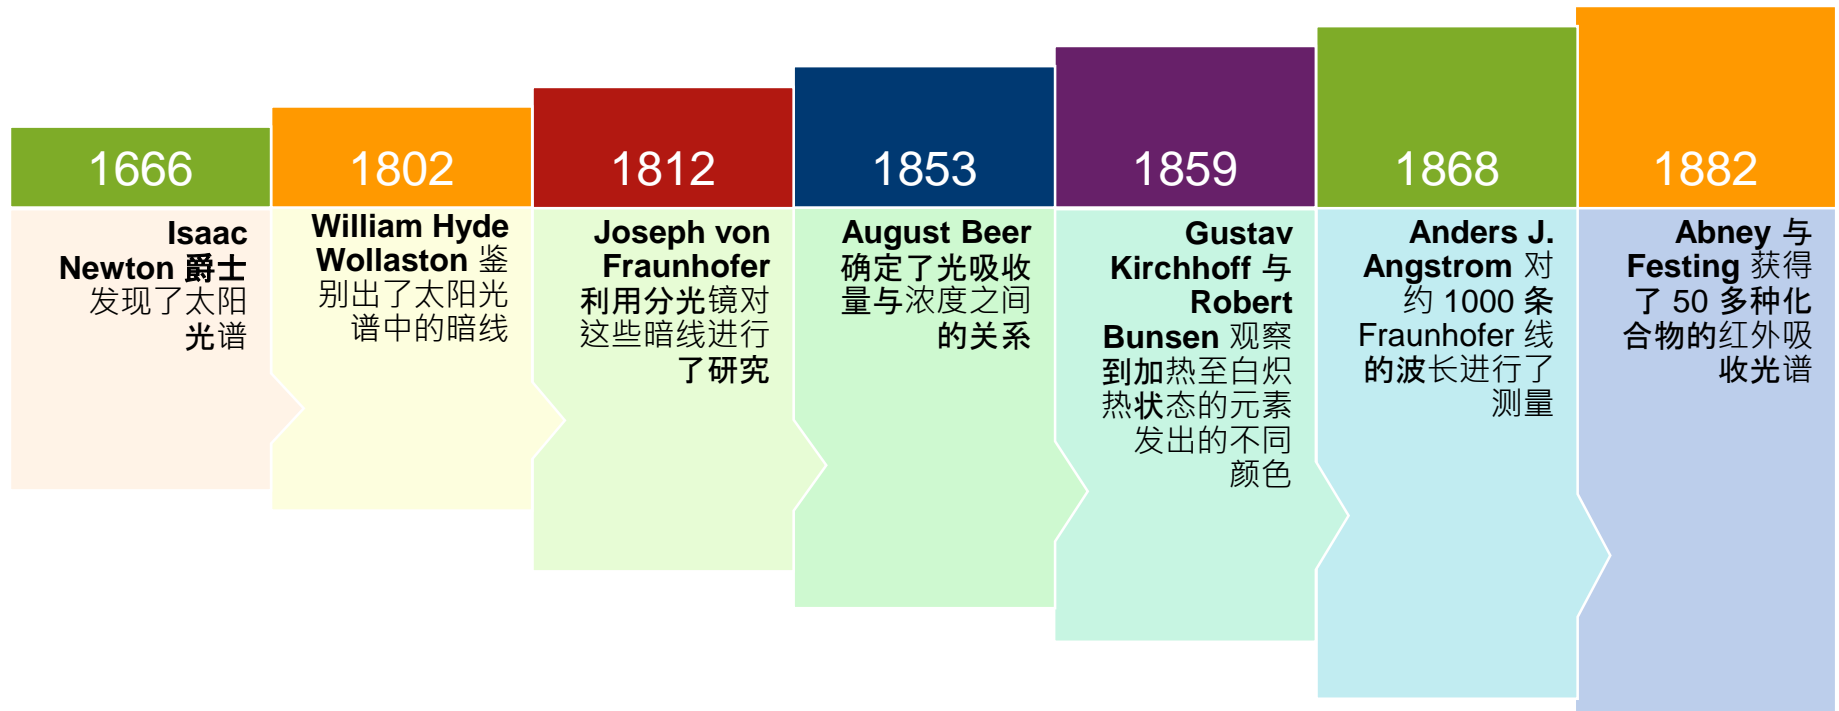 1666
Isaac
Newton 爵士
发现了太阳
光谱
1802
William Hyde
Wollaston 鉴
别出了太阳光
谱中的暗线
1812
Joseph von
Fraunhofer
利用分光镜对
这些暗线进行
了研究
1853
August Beer
确定了光吸收
量与浓度之间
的关系
1859
Gustav
Kirchhoff 与
Robert
Bunsen 观察
到加热至白炽
热状态的元素
发出的不同
颜色
1868
Anders J.
Angstrom 对
约 1000 条
Fraunhofer 线
的波长进行了
测量
1882
Abney 与
Festing 获得
了 50 多种化
合物的红外吸
收光谱